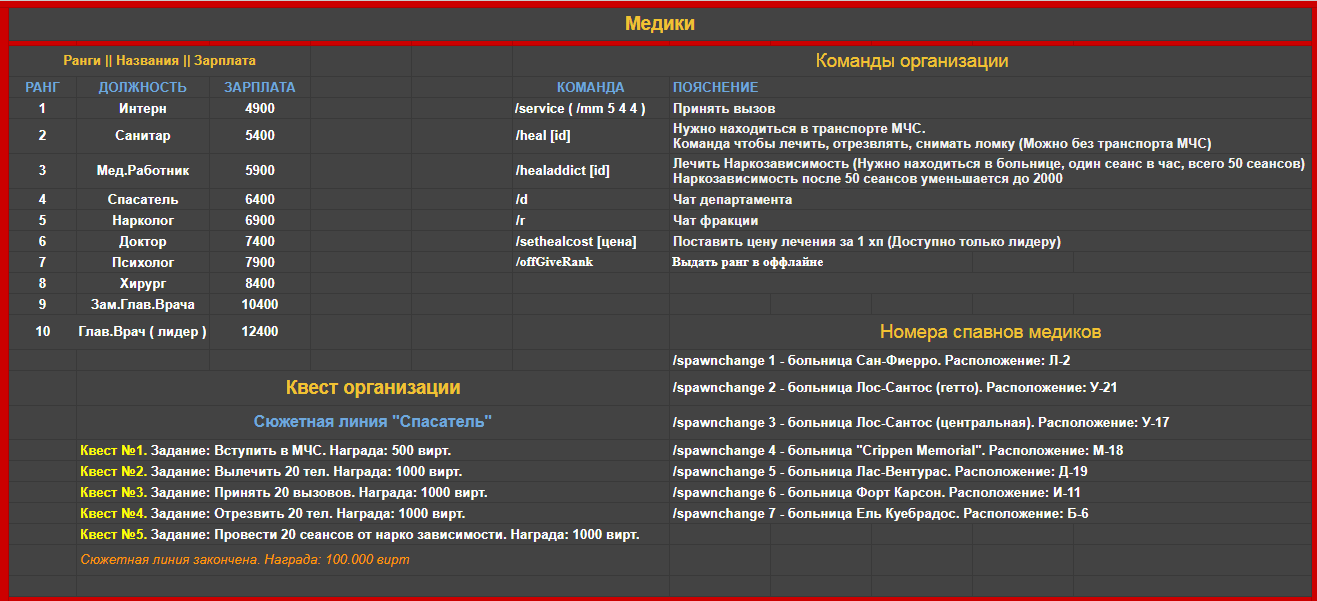 Медики
Ранги || Названия || Зарплата
РАНГ ДОЛЖНОСТЬ ЗАРПЛАТА
1 Интерн 4900
2 Санитар 5400
3 Мед.Работник 5900
4 Спасатель 6400
5 Нарколог 6900
6 Доктор 7400
7 Психолог 7900
8 Хирург 8400
9 Зам.Глав.Врача 10400
10 Глав.Врач ( лидер ) 12400
Команды организации
КОМАНДА ПОЯСНЕНИЕ
/service ( /mm 5 4 4 ) Принять вызов
/heal [id] Нужно находиться в транспорте МЧС.
Команда чтобы лечить, отрезвлять, снимать ломку (Можно без транспорта МЧС)
/healaddict [id] Лечить Наркозависимость (Нужно находиться в больнице, один сеанс в час, всего 50 сеансов)
Наркозависимость после 50 сеансов уменьшается до 2000
/d Чат департамента
/r Чат фракции
/sethealcost [цена] Поставить цену лечения за 1 хп (Доступно только лидеру)
/offGiveRank Выдать ранг в оффлайне
Номера спавнов медиков
/spawnchange 1 - больница Сан-Фиерро. Расположение: Л-2
/spawnchange 2 - больница Лос-Сантос (гетто). Расположение: У-21
/spawnchange 3 - больница Лос-Сантос (центральная). Расположение: У-17
/spawnchange 4 - больница "Crippen Memorial". Расположение: М-18
/spawnchange 5 - больница Лас-Вентурас. Расположение: Д-19
/spawnchange 6 - больница Форт Карсон. Расположение: И-11
/spawnchange 7 - больница Ель Куебрадос. Расположение: Б-6
Квест организации
Сюжетная линия "Спасатель"
Квест №1. Задание: Вступить в МЧС. Награда: 500 вирт.
Квест №2. Задание: Вылечить 20 тел. Награда: 1000 вирт.
Квест №3. Задание: Принять 20 вызовов. Награда: 1000 вирт.
Квест №4. Задание: Отрезвить 20 тел. Награда: 1000 вирт.
Квест №5. Задание: Провести 20 сеансов от нарко зависимости. Награда: 1000 вирт.
Сюжетная линия закончена. Награда: 100.000 вирт